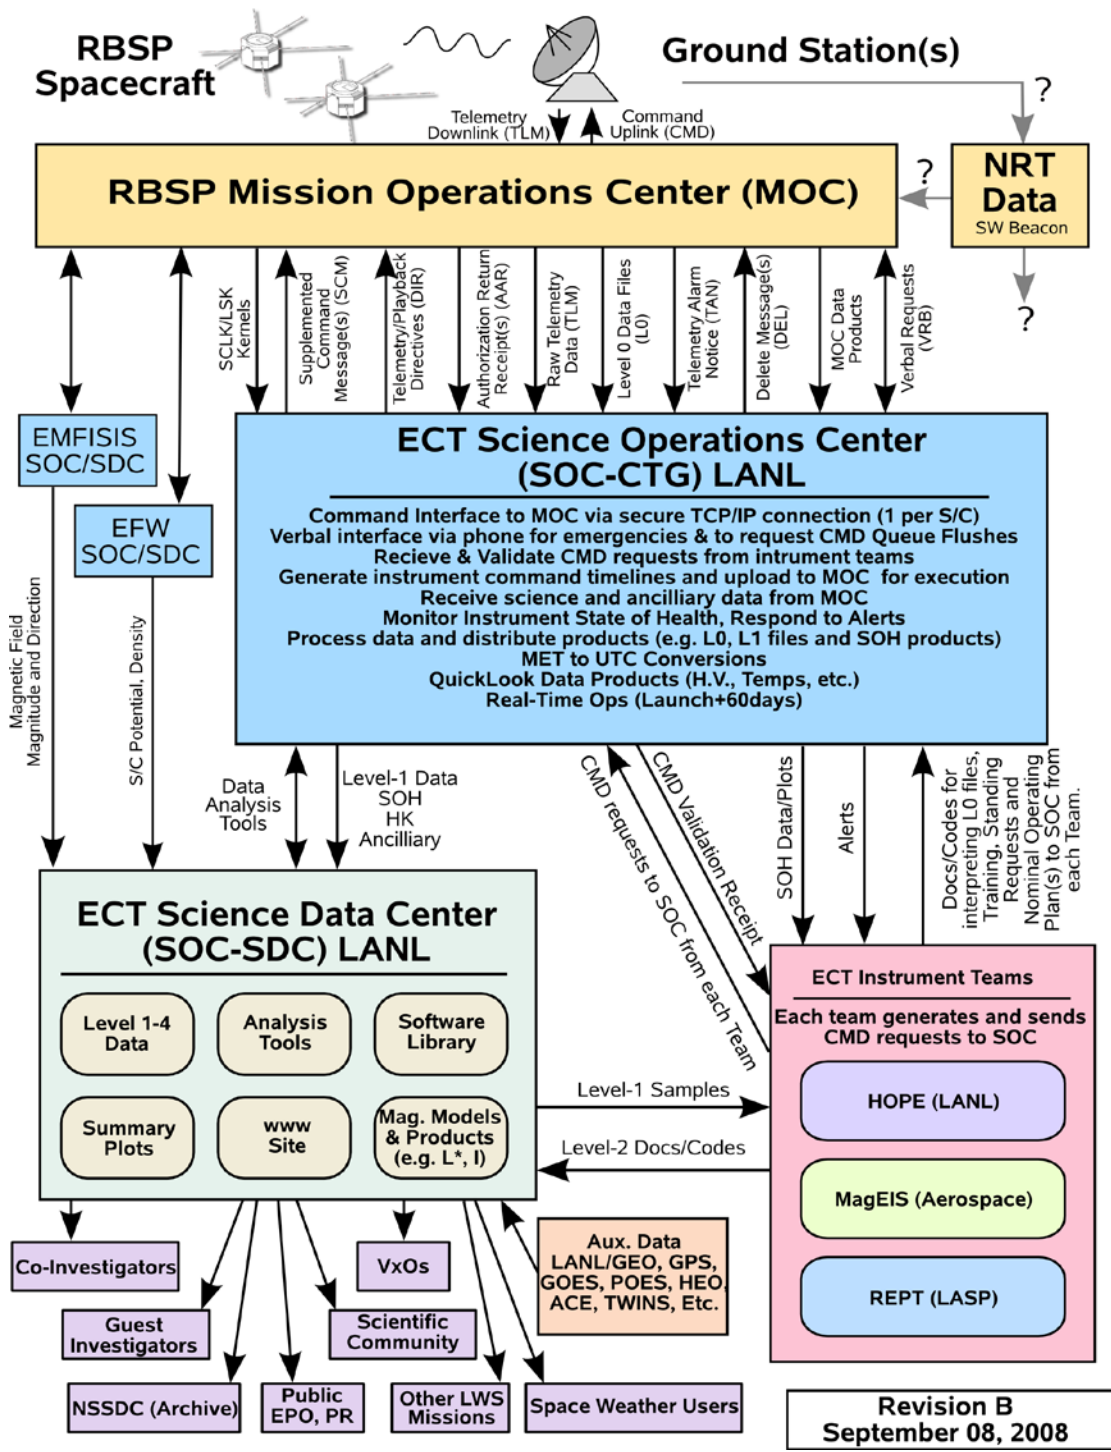 RBSP
Spacecraft
Ground Station(s)
?
Telemetry
Downlink (TLM)
Command
Uplink (CMD)
RBSP Mission Operations Center (MOC)
?
NRT
Data
SW Beacon
?
SCLK/LSK
Kernels
Supplemented
Command
Message(s) (SCM)
Telemetry/Playback
Directives (DIR)
Authorization Return
Receipt(s) (AAR)
Raw Telemetry
Data (TLM)
Level 0 Data Files
(L0)
Telemetry Alarm
Notice (TAN)
Delete Message(s)
(DEL)
MOC Data
Products
Verbal Requests
(VRB)
EMFISIS
SOC/SDC
EFW
SOC/SDC
ECT Science Operations Center
(SOC-CTG) LANL
Command Interface to MOC via secure TCP/IP connection (1 per S/C)
Verbal interface via phone for emergencies & to request CMD Queue Flushes
Recieve & Validate CMD requests from intrument teams
Generate instrument command timelines and upload to MOC for execution
Receive science and ancilliary data from MOC
Monitor Instrument State of Health, Respond to Alerts
Process data and distribute products (e.g. L0, L1 files and SOH products)
MET to UTC Conversions
QuickLook Data Products (H.V., Temps, etc.)
Real-Time Ops (Launch+60days)
Magnetic Field
Magnitude and Direction
S/C Potential, Density
Data
Analysis
Tools
Level-1 Data
SOH
HK
Ancilliary
CMD requests to SOC from each Team
CMD Validation Receipt
SOH Data/Plots
Alerts
Docs/Codes for
interpreting L0 files,
Training, Standing
Requests and
Nominal Operating
Plan(s) to SOC from
each Team.
ECT Science Data Center
(SOC-SDC) LANL
Level 1-4
Data
Analysis
Tools
Software
Library
Summary
Plots
www
Site
Mag. Models
& Products
(e.g. L*, I)
Level-1 Samples
Level-2 Docs/Codes
ECT Instrument Teams
Each team generates and sends
CMD requests to SOC
HOPE (LANL)
MagEIS (Aerospace)
REPT (LASP)
Co-Investigators
VxOs
Aux. Data
LANL/GEO, GPS,
GOES, POES, HEO,
ACE, TWINS, Etc.
Guest
Investigators
Scientific
Community
NSSDC (Archive)
Public
EPO, PR
Other LWS
Missions
Space Weather Users
Revision B
September 08, 2008